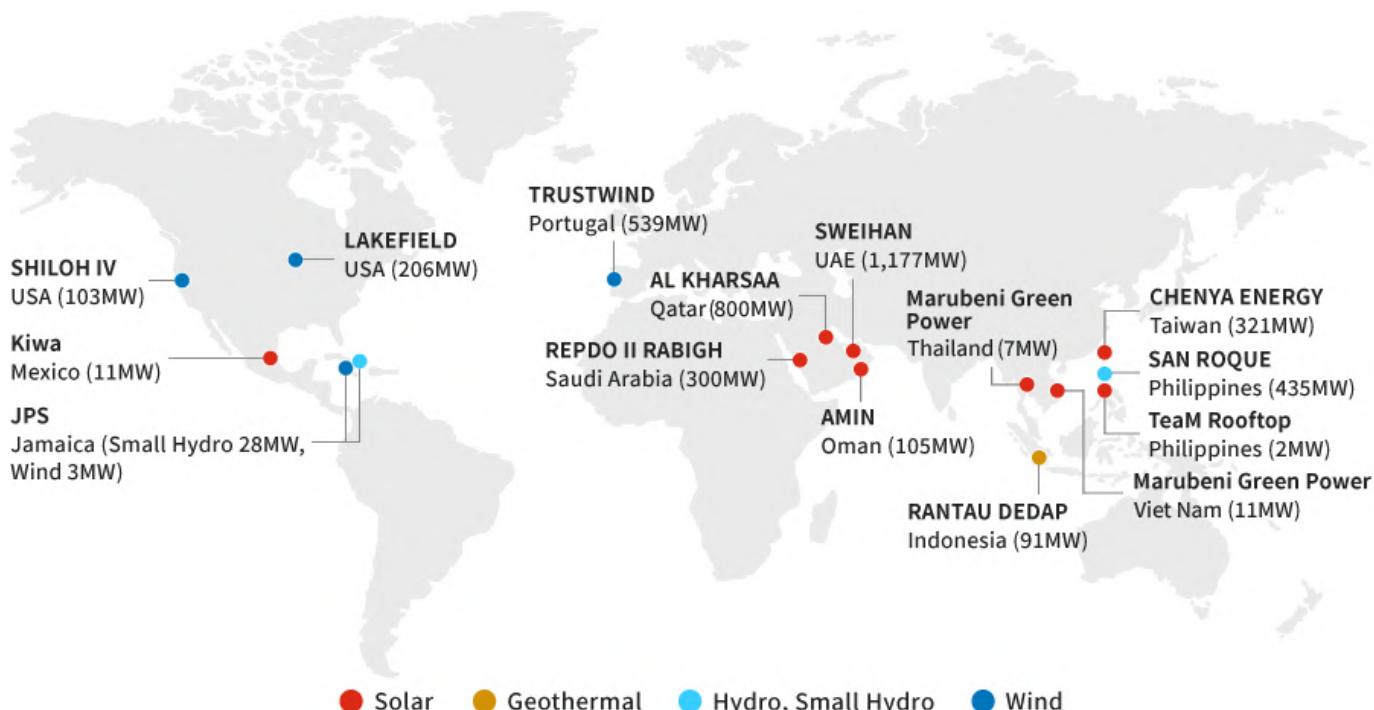 TRUSTWIND
Portugal (539MW)
SWEIHAN
UAE (1,177MW)
LAKEFIELD
USA (206MW)
SHILOH IV
USA (103MW)
AL KHARSAA
Qatar (800MW)
Marubeni Green
Power
Thailand (7MW)
CHENYA ENERGY
Taiwan (321MW)
Kiwa
Mexico (11MW)
REPDO II RABIGH
Saudi Arabia (300MW)
SAN ROQUE
Philippines (435MW)
JPS
Jamaica (Small Hydro 28MW,
Wind 3MW)
AMIN
Oman (105MW)
TeaM Rooftop
Philippines (2MW)
Marubeni Green Power
Viet Nam (11MW)
RANTAU DEDAP
Indonesia (91MW)
Solar
Geothermal
Hydro, Small Hydro
Wind